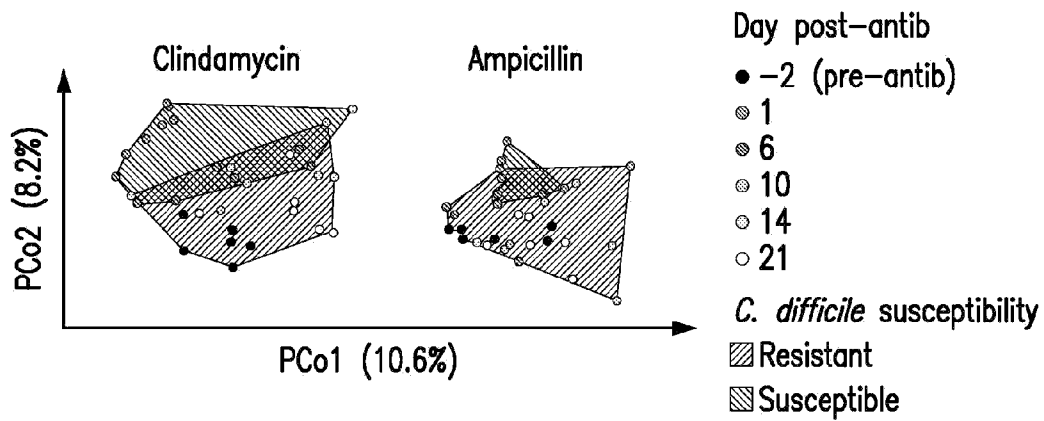 Clindamycin
Ampicillin
PCo2 (8.2%)
PCo1 (10.6%)
Day post–antib
–2 (pre–antib)
1
6
10
14
21
C. difficile susceptibility
Resistant
Susceptible